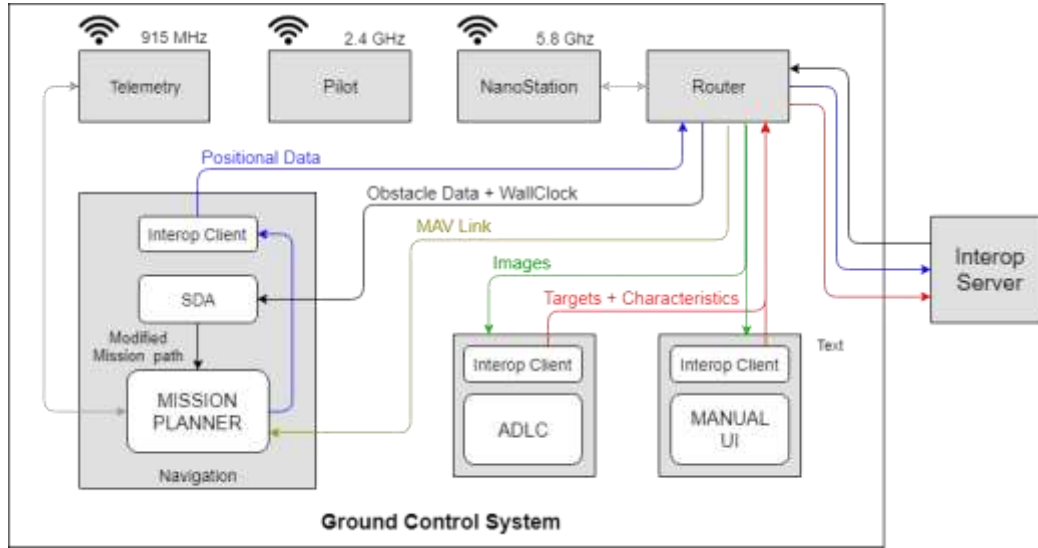 915 MHz
2.4 GHz
5.8 Ghz
Telemetry
Pilot
NanoStation
Router
Positional Data
Obstacle Data + WallClock
MAV Link
Images
Targets + Characteristics
Interop Client
SDA
Modified
Mission path
MISSION
PLANNER
Navigation
Interop Client
ADLC
Interop Client
MANUAL
UI
Text
Interop
Server
Ground Control System